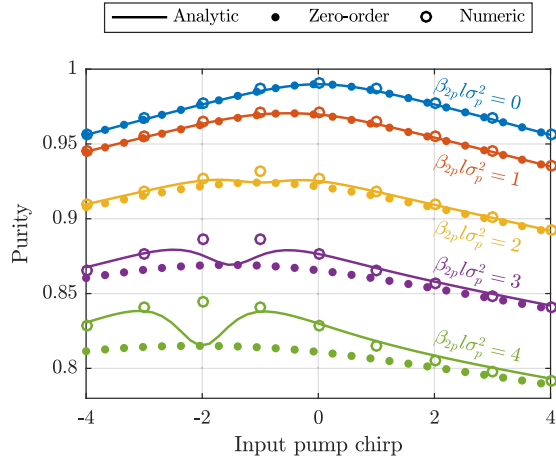 Analytic Zero-order Numeric
1
0.95
0.9
0.85
0.8
Purity
β₂ₚlσₚ² = 0
β₂ₚlσₚ² = 1
β₂ₚlσₚ² = 2
β₂ₚlσₚ² = 3
β₂ₚlσₚ² = 4
-4 -2 0 2 4
Input pump chirp